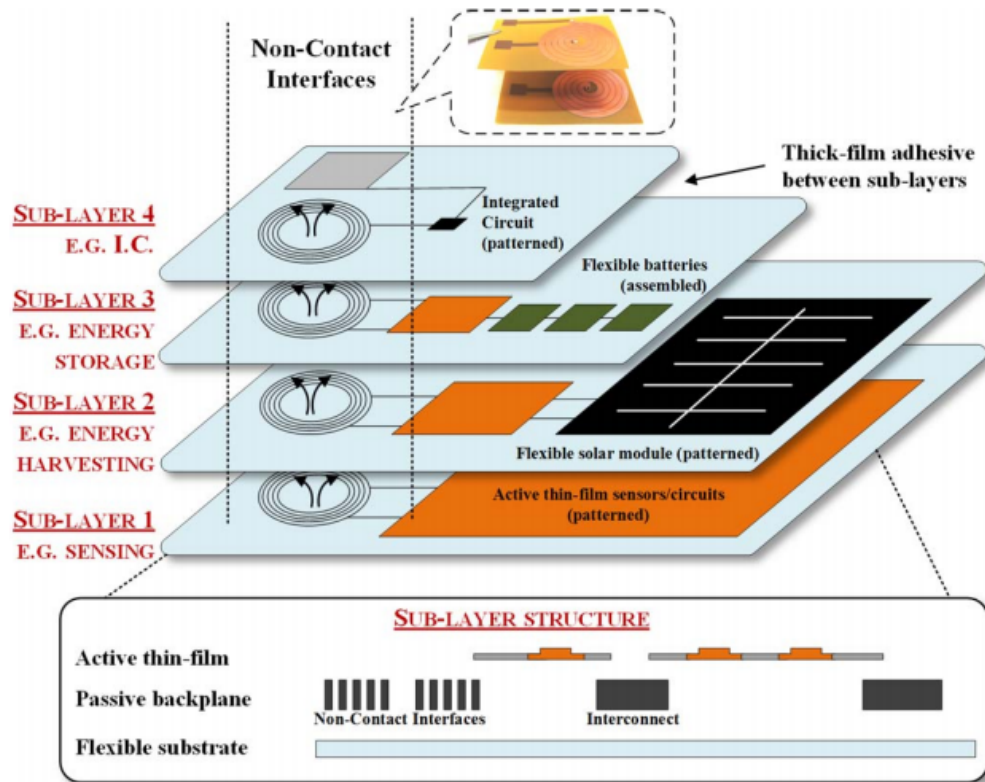 Non-Contact
Interfaces
Thick-film adhesive
between sub-layers
SUB-LAYER 4
E.G. I.C.
Integrated
Circuit
(patterned)
Flexible batteries
(assembled)
SUB-LAYER 3
E.G. ENERGY
STORAGE
SUB-LAYER 2
E.G. ENERGY
HARVESTING
Flexible solar module (patterned)
Active thin-film sensors/circuits
(patterned)
SUB-LAYER 1
E.G. SENSING
SUB-LAYER STRUCTURE
Active thin-film
Passive backplane
Non-Contact Interfaces
Interconnect
Flexible substrate